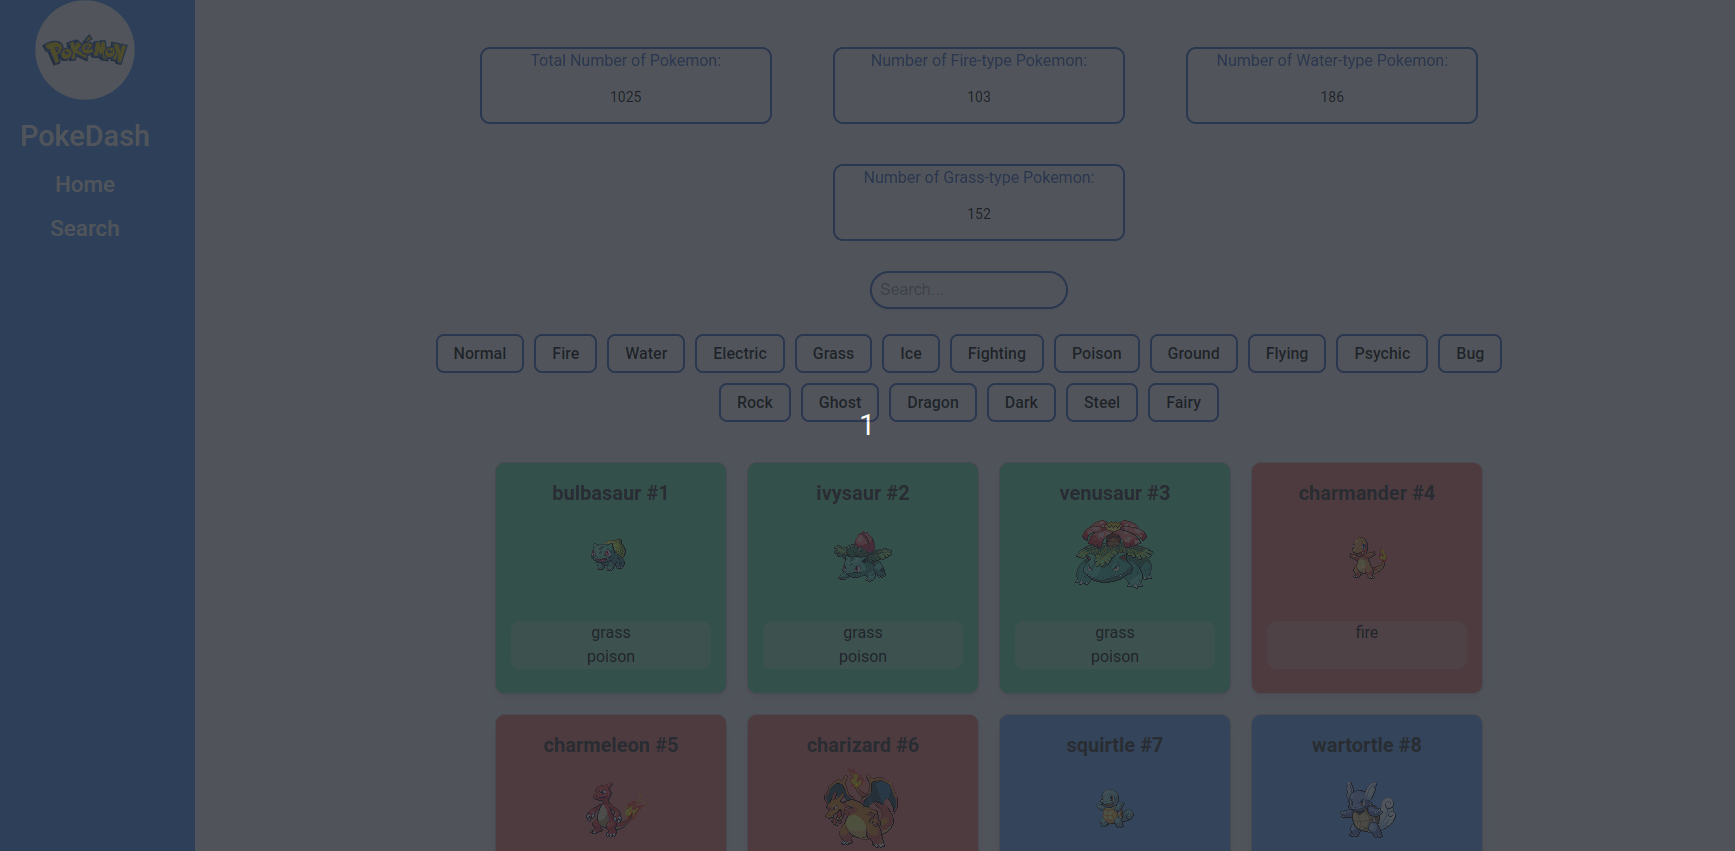 Pokémon
PokeDash
Home
Search
Total Number of Pokemon:
1025
Number of Fire-type Pokemon:
103
Number of Water-type Pokemon:
186
Number of Grass-type Pokemon:
152
Search...
Normal Fire Water Electric Grass Ice Fighting Poison Ground Flying Psychic Bug
Rock Ghost Dragon Dark Steel Fairy
1
bulbasaur #1
grass
poison
ivysaur #2
grass
poison
venusaur #3
grass
poison
charmander #4
fire
charmeleon #5
charizard #6
squirtle #7
wartortle #8